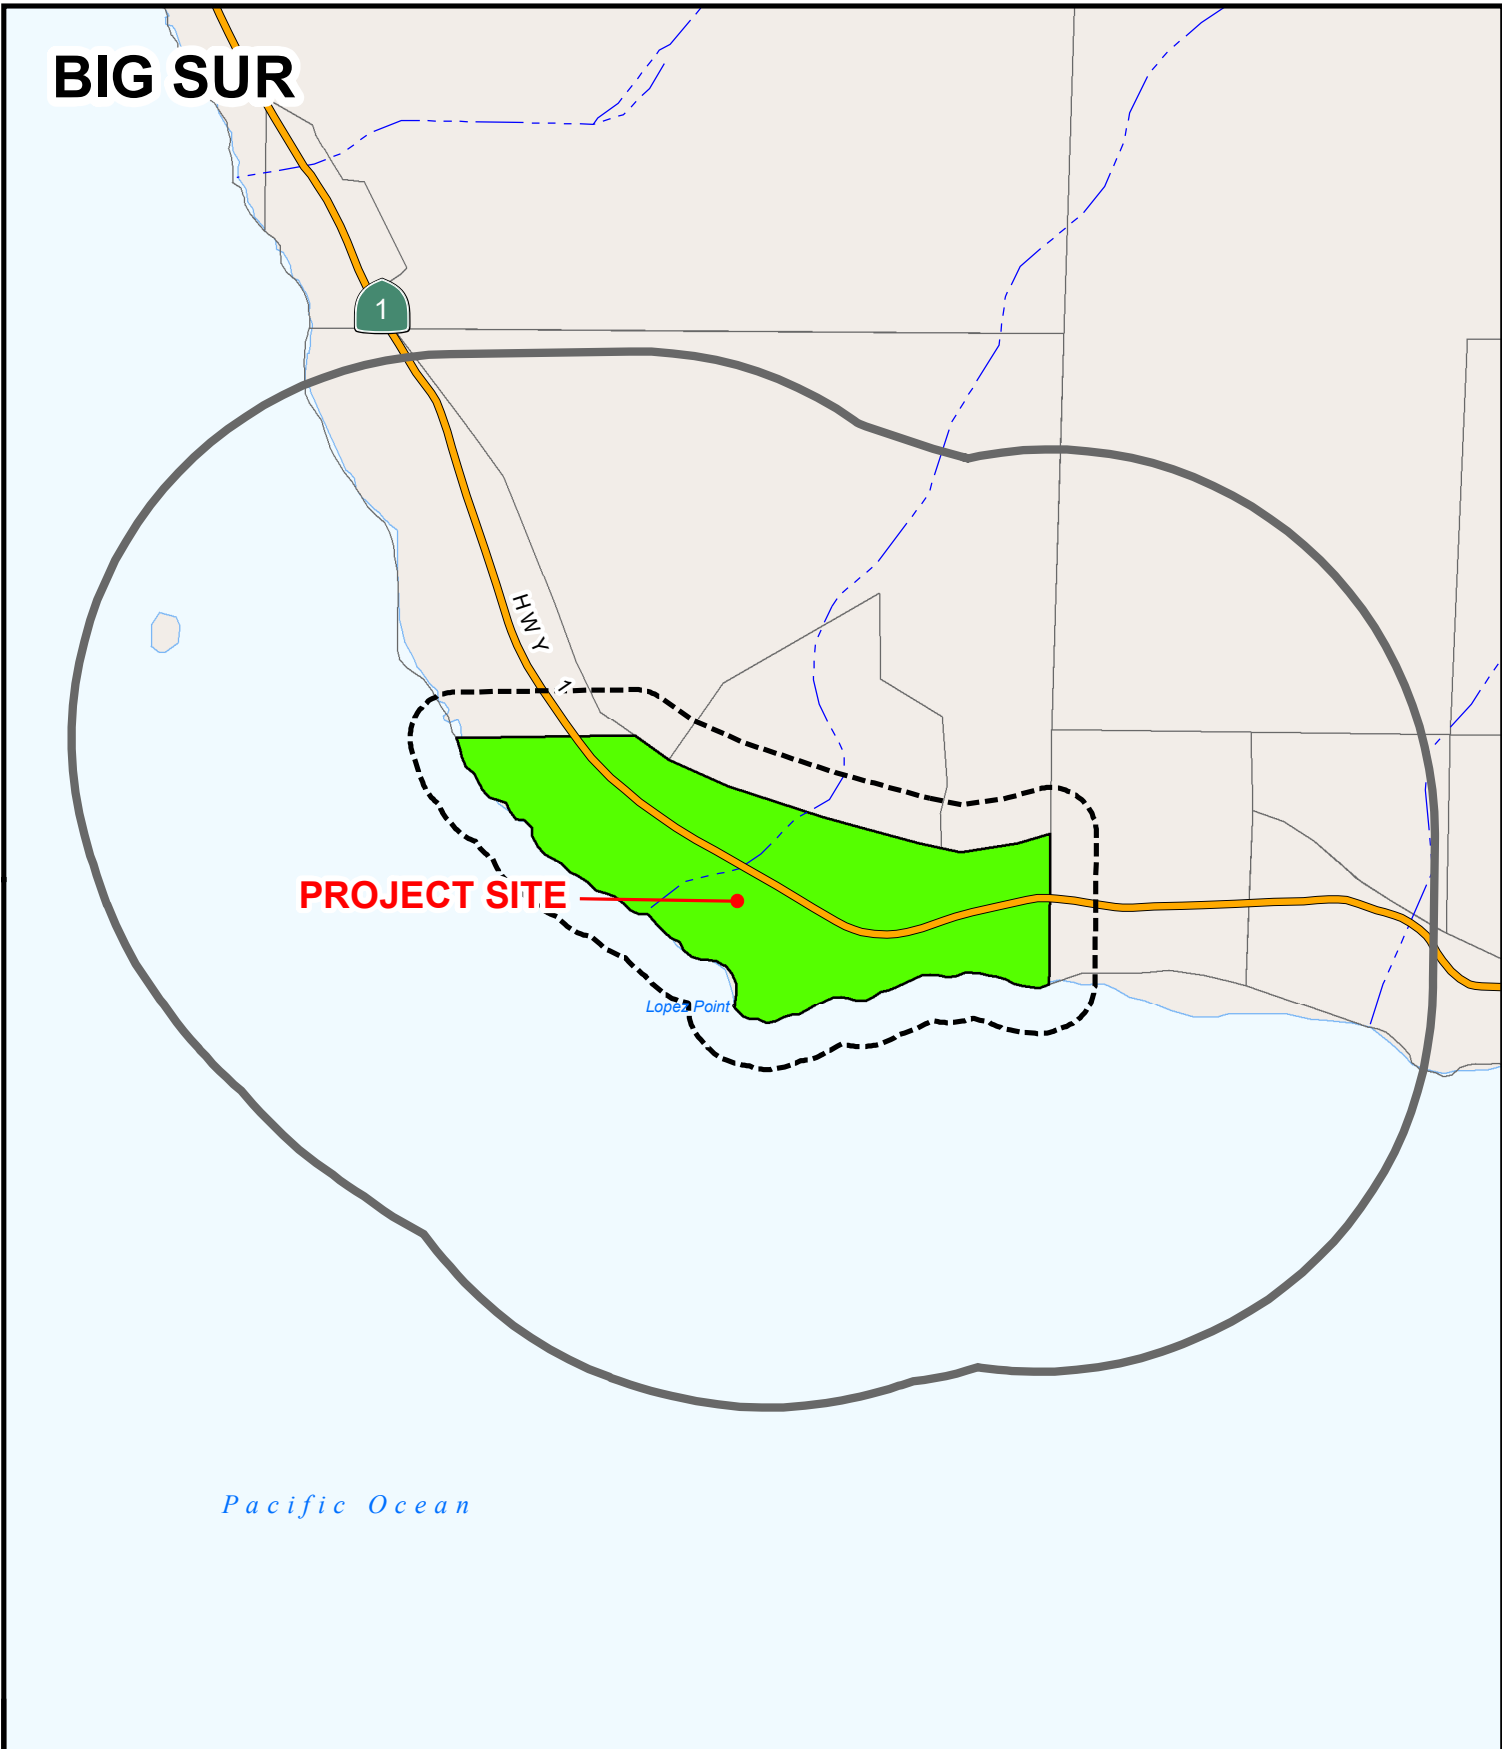 BIG SUR
1
HWY 1
PROJECT SITE
Lopez Point
Pacific Ocean